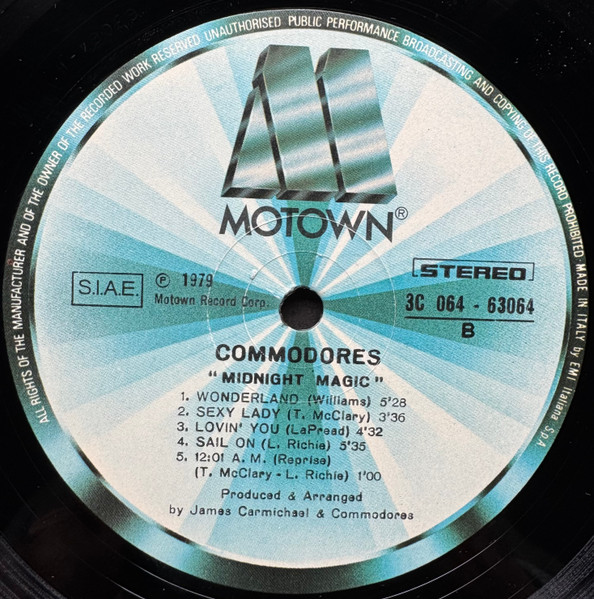 ALL RIGHTS OF THE MANUFACTURER AND OF THE OWNER OF THE RECORDED WORK RESERVED UNAUTHORISED PUBLIC PERFORMANCE BROADCASTING AND COPYING OF THIS RECORD PROHIBITED MADE IN ITALY by EMI Italiana S.p.A.
MOTOWN®
S.I.A.E.
℗ 1979
Motown Record Corp.
STEREO
3C 064 - 63064
B
COMMODORES
"MIDNIGHT MAGIC"
1. WONDERLAND (Williams) 5'28
2. SEXY LADY (T. McClary) 3'36
3. LOVIN' YOU (LaPread) 4'32
4. SAIL ON (L. Richie) 5'35
5. 12:01 A.M. (Reprise)
(T. McClary - L. Richie) 1'00
Produced & Arranged
by James Carmichael & Commodores